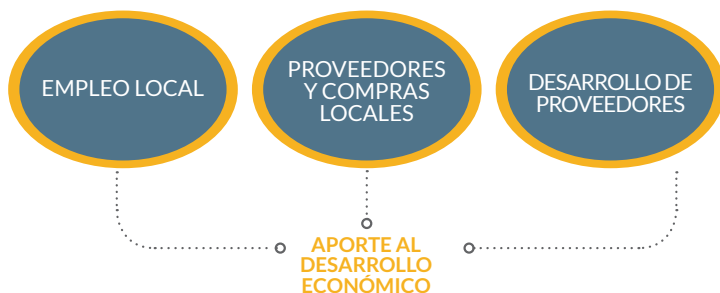 EMPLEO LOCAL
PROVEEDORES
Y COMPRAS
LOCALES
DESARROLLO DE
PROVEEDORES
APORTE AL
DESARROLLO
ECONÓMICO